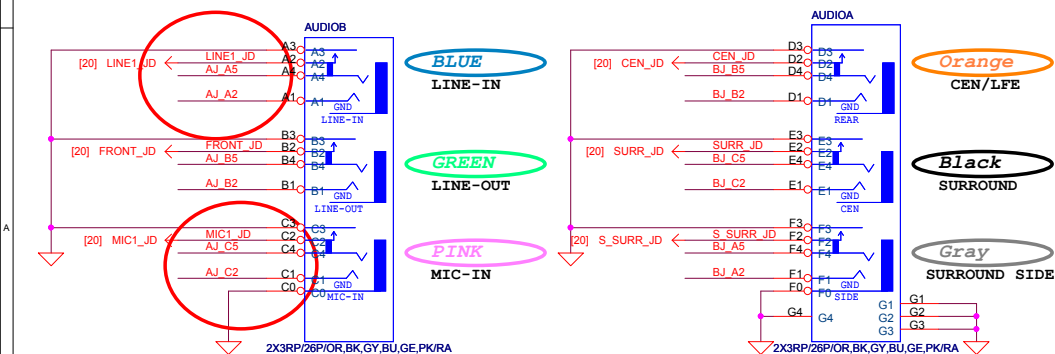 AUDIOB
AUDIOA
[20] LINE1_JD
LINE1_JD
AJ_A5
AJ_A2
A3
A2
A4
A1
A3
A2
A4
A1
GND
LINE-IN
BLUE
LINE-IN
[20] FRONT_JD
FRONT_JD
AJ_B5
AJ_B2
B3
B2
B4
B1
B3
B2
B4
B1
GND
LINE-OUT
GREEN
LINE-OUT
A
[20] MIC1_JD
MIC1_JD
AJ_C5
AJ_C2
C3
C2
C4
C1
C0
C3
C2
C4
C1
C0
GND
MIC-IN
PINK
MIC-IN
2X3RP/26P/OR,BK,GY,BU,GE,PK/RA
[20] CEN_JD
CEN_JD
BJ_B5
BJ_B2
D3
D2
D4
D1
D3
D2
D4
D1
GND
REAR
Orange
CEN/LFE
[20] SURR_JD
SURR_JD
BJ_C5
BJ_C2
E3
E2
E4
E1
E3
E2
E4
E1
GND
CEN
Black
SURROUND
[20] S_SURR_JD
S_SURR_JD
BJ_A5
BJ_A2
F3
F2
F4
F1
F0
G4
F3
F2
F4
F1
F0
G4
GND
SIDE
G1
G2
G3
G1
G2
G3
Gray
SURROUND SIDE
2X3RP/26P/OR,BK,GY,BU,GE,PK/RA